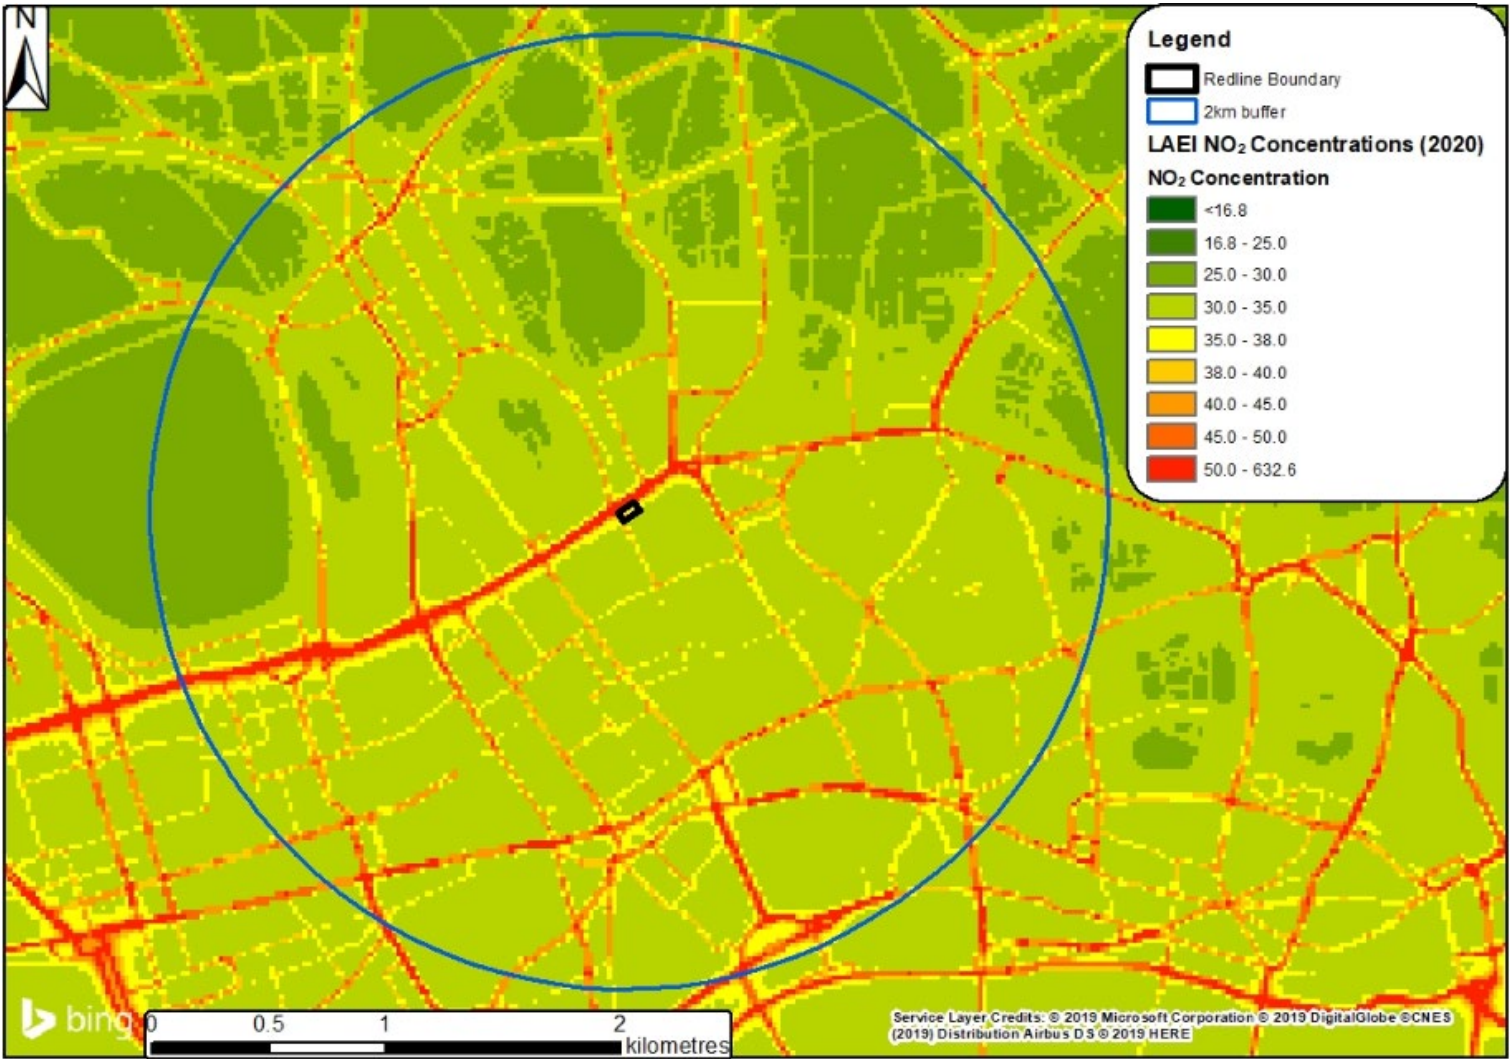 N
Legend
Redline Boundary
2km buffer
LAEI NO₂ Concentrations (2020)
NO₂ Concentration
<16.8
16.8 - 25.0
25.0 - 30.0
30.0 - 35.0
35.0 - 38.0
38.0 - 40.0
40.0 - 45.0
45.0 - 50.0
50.0 - 632.6
bing
0 0.5 1 2
kilometres
Service Layer Credits: © 2019 Microsoft Corporation © 2019 DigitalGlobe ©CNES
(2019) Distribution Airbus DS © 2019 HERE